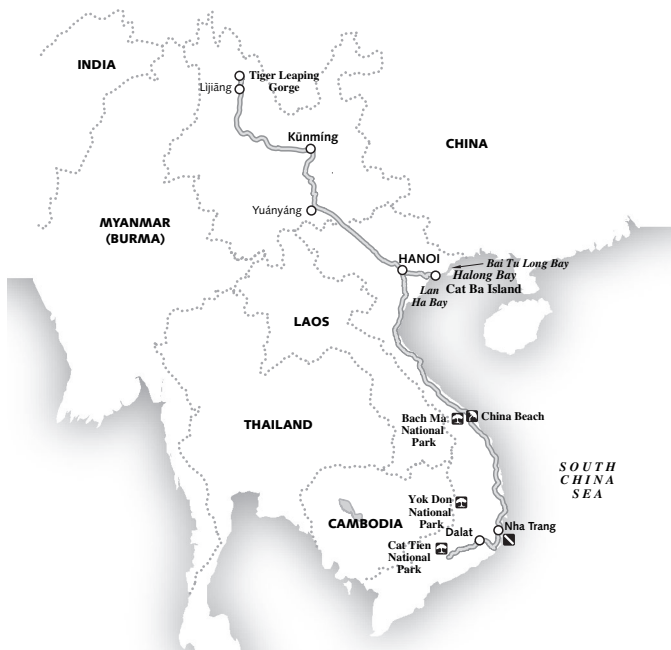 INDIA
Tiger Leaping
Gorge
Lìjiāng
Kūnmíng
CHINA
Yuányáng
MYANMAR
(BURMA)
HANOI
Bai Tu Long Bay
Halong Bay
Lan
Ha Bay
Cat Ba Island
LAOS
THAILAND
Bach Ma
National
Park
China Beach
SOUTH
CHINA
SEA
Yok Don
National
Park
CAMBODIA
Dalat
Nha Trang
Cat Tien
National
Park